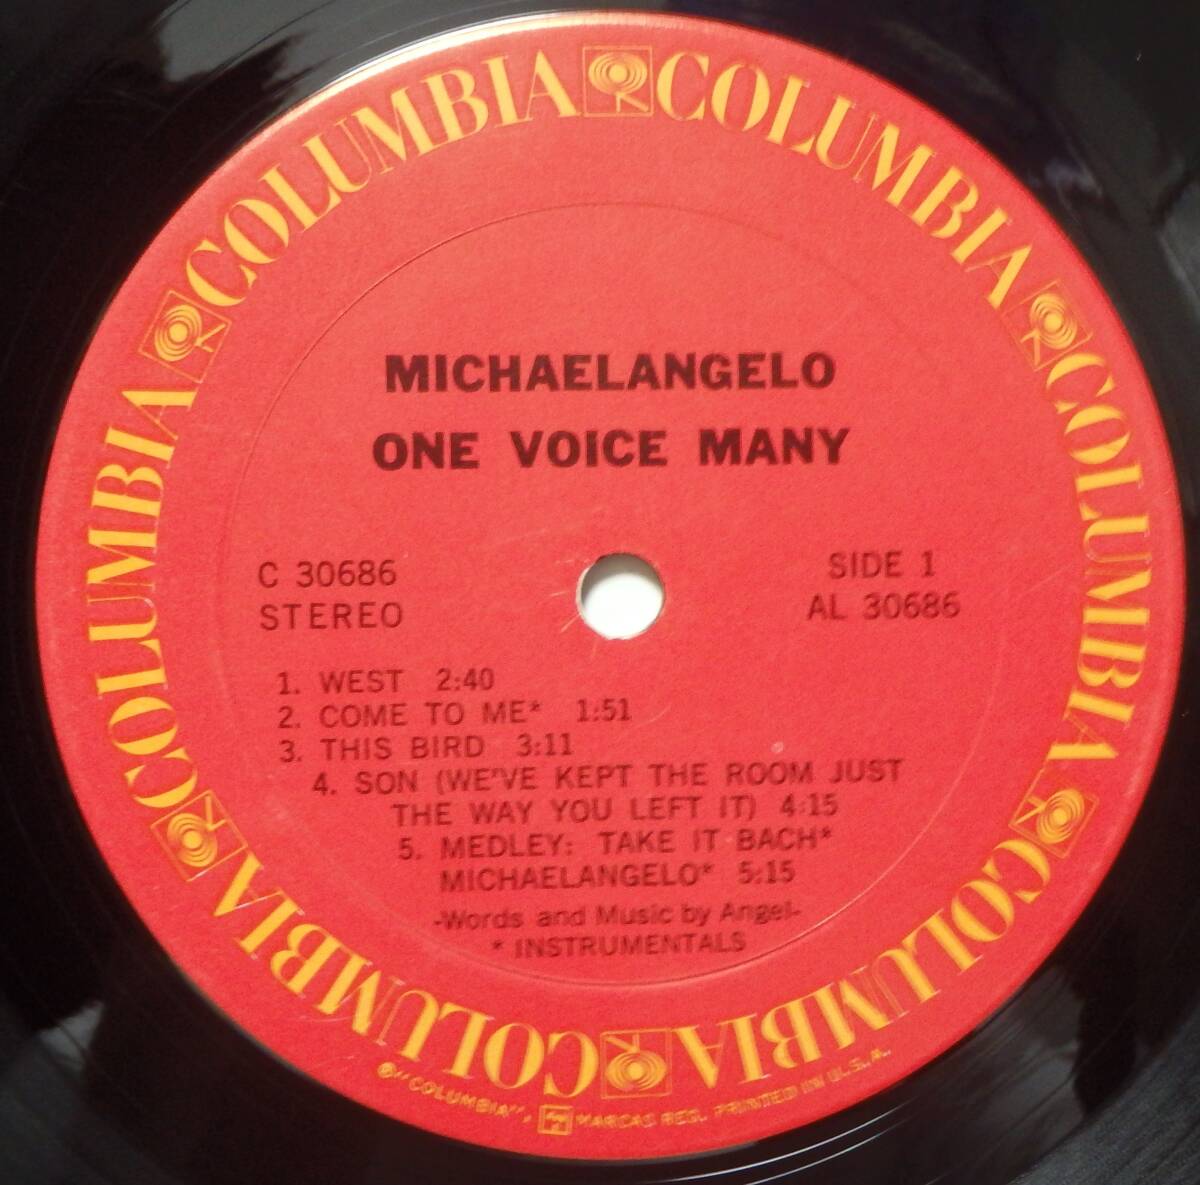 COLUMBIA COLUMBIA COLUMBIA COLUMBIA COLUMBIA COLUMBIA
MICHAELANGELO
ONE VOICE MANY
C 30686
STEREO
SIDE 1
AL 30686
1. WEST 2:40
2. COME TO ME* 1:51
3. THIS BIRD 3:11
4. SON (WE'VE KEPT THE ROOM JUST
THE WAY YOU LEFT IT) 4:15
5. MEDLEY: TAKE IT BACH*
MICHAELANGELO* 5:15
-Words and Music by Angel-
* INSTRUMENTALS
®"COLUMBIA", MARCAS REG. PRINTED IN U.S.A.